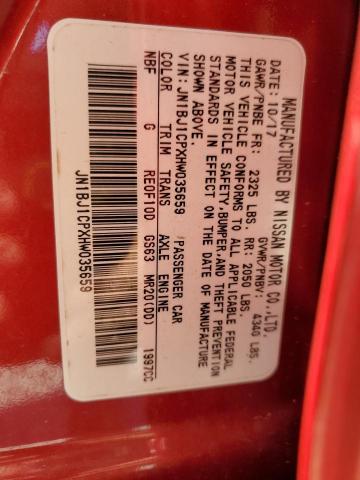 MANUFACTURED BY NISSAN MOTOR CO.,LTD.
DATE: 10/17 GVWR/PNBV: 4340 LBS.
GAWR/PNBE FR: 2325 LBS. RR: 2050 LBS.
THIS VEHICLE CONFORMS TO ALL APPLICABLE FEDERAL
MOTOR VEHICLE SAFETY,BUMPER,AND THEFT PREVENTION
STANDARDS IN EFFECT ON THE DATE OF MANUFACTURE
SHOWN ABOVE.
VIN:JN1BJ1CPXHW035659 /PASSENGER CAR
COLOR TRIM TRANS AXLE ENGINE
NBF G RE0F10D GS63 MR20(DD) 1997CC
JN1BJ1CPXHW035659